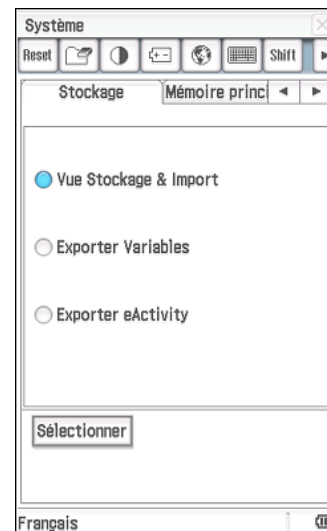 Système
Reset Shift
Stockage Mémoire princ
Vue Stockage & Import
Exporter Variables
Exporter eActivity
Sélectionner
Français